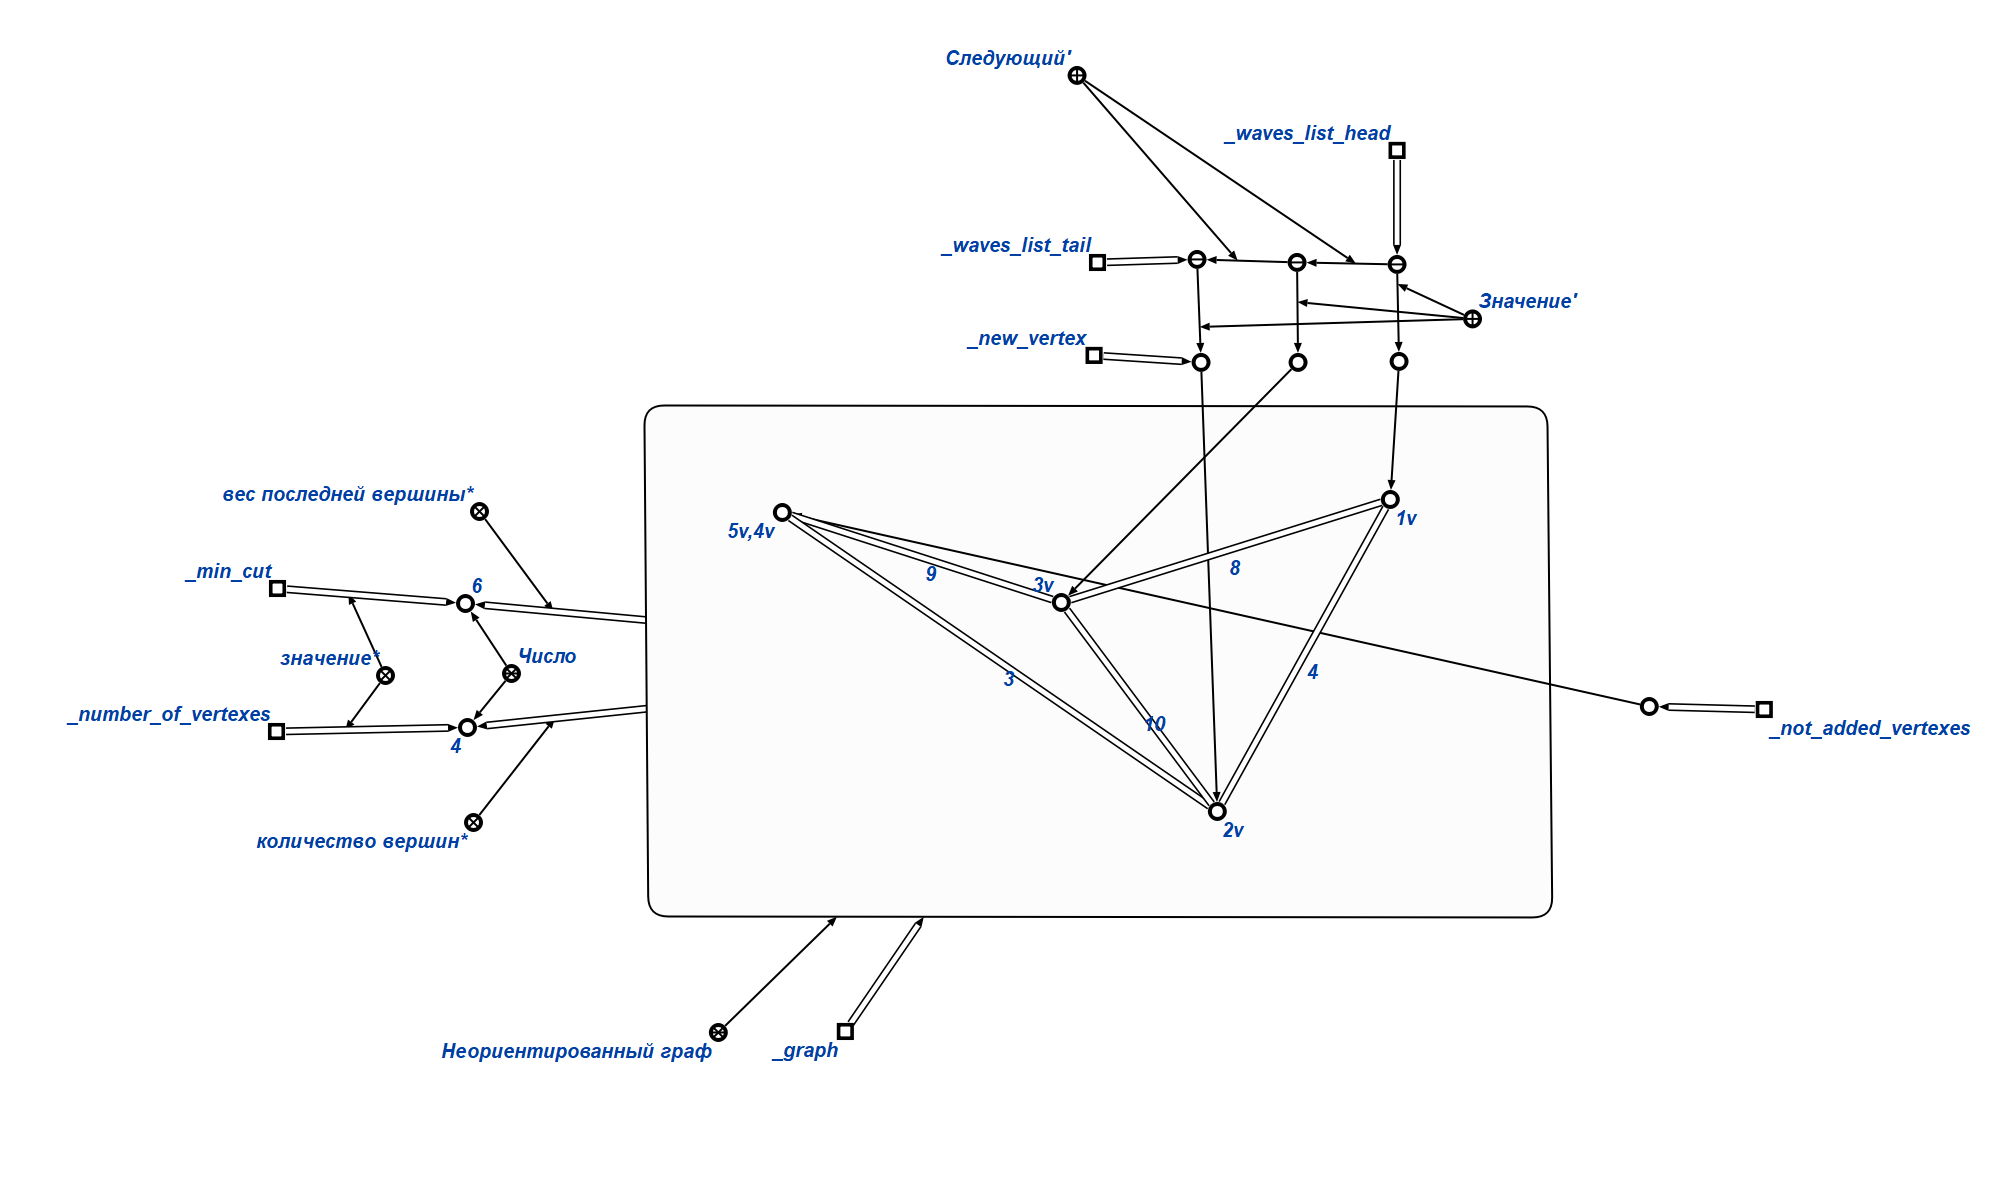 Следующий'
_waves_list_head
_waves_list_tail
Значение'
_new_vertex
вес последней вершины*
5v,4v
1v
_min_cut
6
9
3v
8
значение*
Число
3
4
_number_of_vertexes
4
10
_not_added_vertexes
количество вершин*
2v
Неориентированный граф
_graph